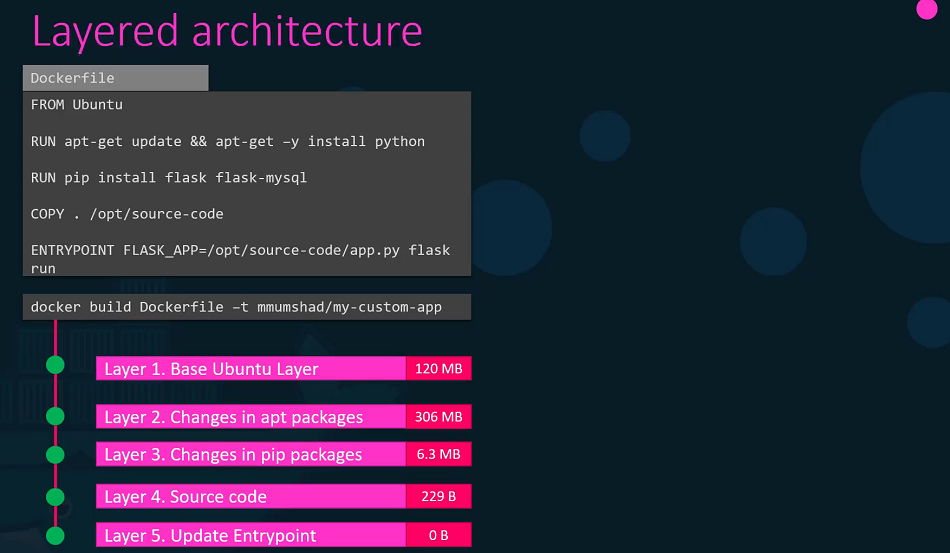 Layered architecture
Dockerfile
FROM Ubuntu
RUN apt-get update && apt-get –y install python
RUN pip install flask flask-mysql
COPY . /opt/source-code
ENTRYPOINT FLASK_APP=/opt/source-code/app.py flask
run
docker build Dockerfile –t mmumshad/my-custom-app
Layer 1. Base Ubuntu Layer 120 MB
Layer 2. Changes in apt packages 306 MB
Layer 3. Changes in pip packages 6.3 MB
Layer 4. Source code 229 B
Layer 5. Update Entrypoint 0 B